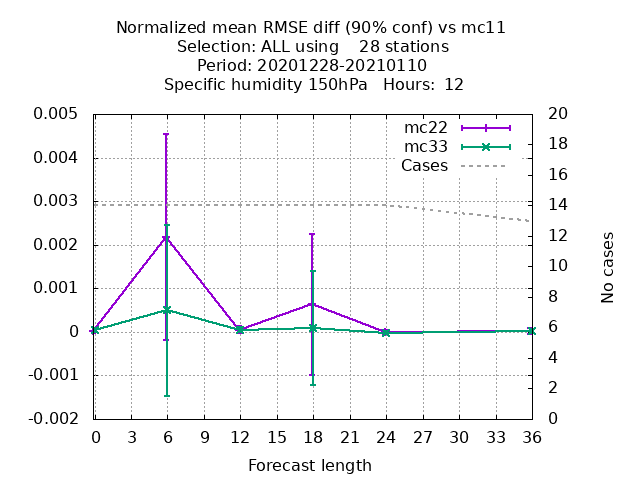 Normalized mean RMSE diff (90% conf) vs mc11
Selection: ALL using    28 stations
Period: 20201228-20210110
Specific humidity 150hPa   Hours:  12
mc22
mc33
Cases
0.005
0.004
0.003
0.002
0.001
0
-0.001
-0.002
20
18
16
14
12
10
8
6
4
2
0
No cases
0 3 6 9 12 15 18 21 24 27 30 33 36
Forecast length